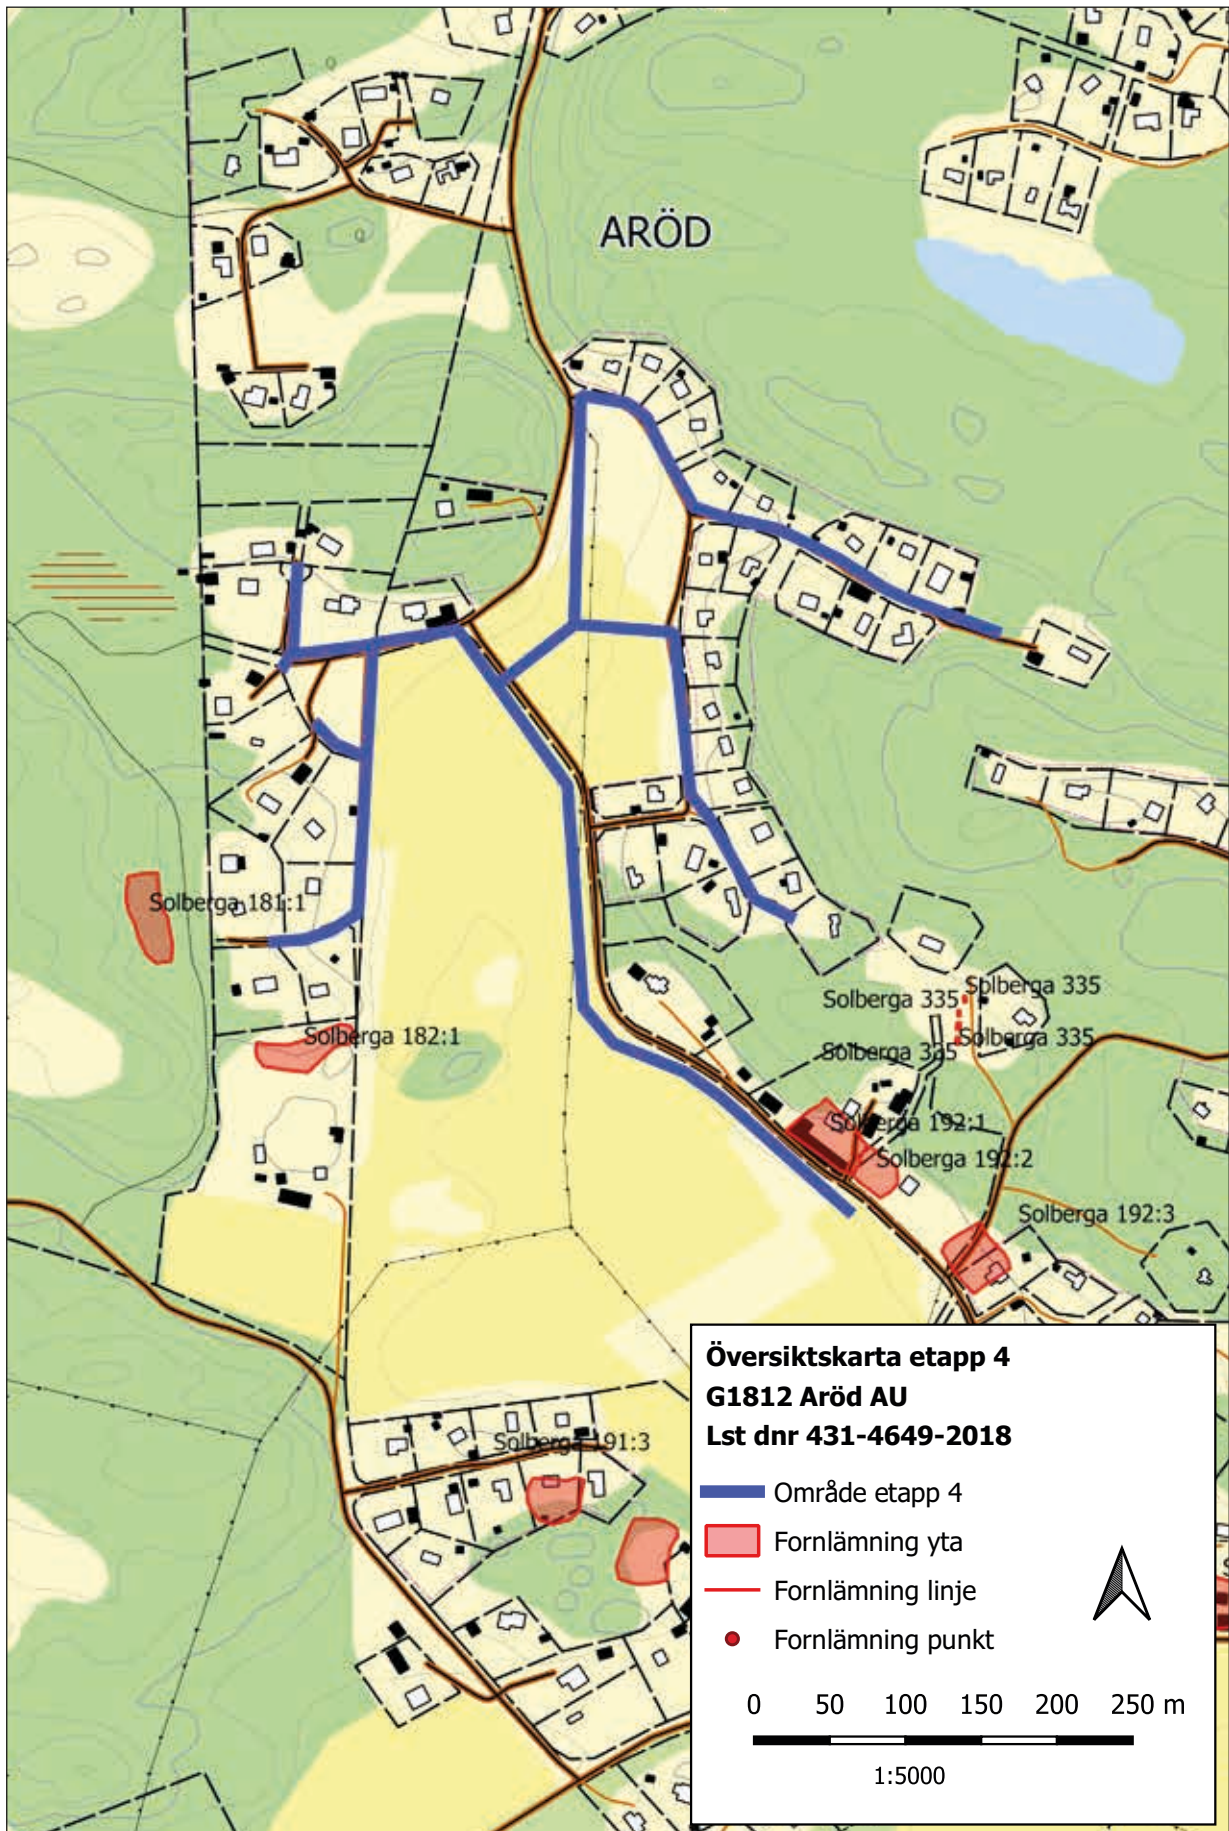 ARÖD
Solberga 181:1
Solberga 335
Solberga 335
Solberga 182:1
Solberga 335
Solberga 335
Solberga 192:1
Solberga 192:2
Solberga 192:3
Solberga 191:3
Översiktskarta etapp 4
G1812 Aröd AU
Lst dnr 431-4649-2018
Område etapp 4
Fornlämning yta
Fornlämning linje
Fornlämning punkt
0 50 100 150 200 250 m
1:5000